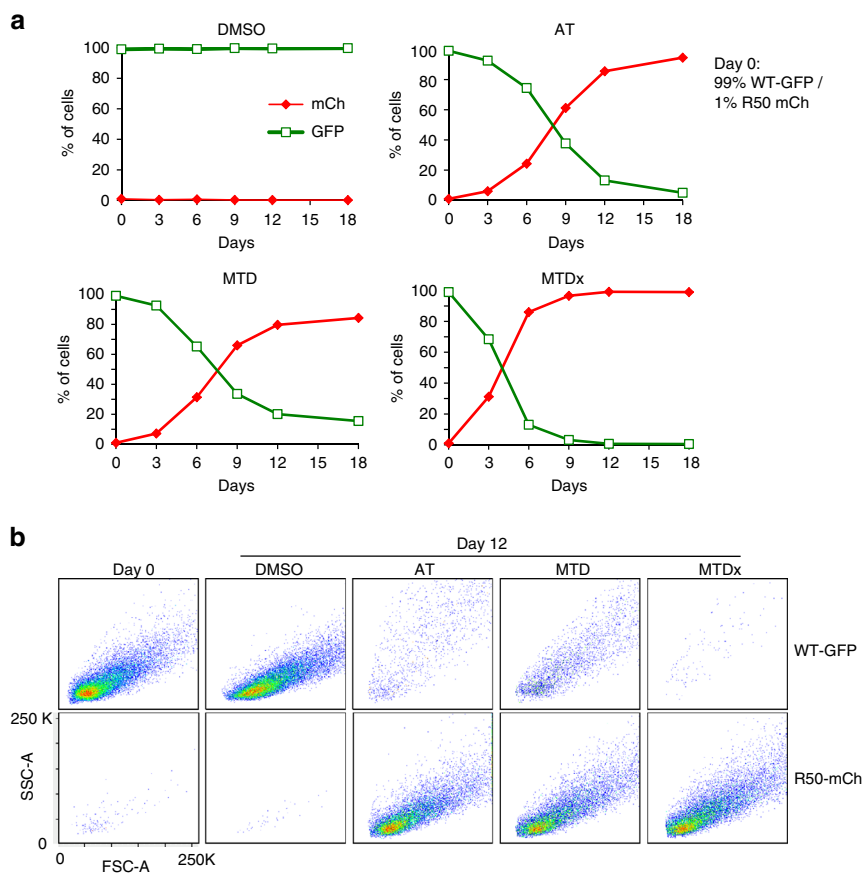 a
DMSO
% of cells
100
80
60
40
20
0
mCh
GFP
0 3 6 9 12 15 18
Days
AT
% of cells
100
80
60
40
20
0
0 3 6 9 12 15 18
Days
Day 0:
99% WT-GFP /
1% R50 mCh
MTD
% of cells
100
80
60
40
20
0
0 3 6 9 12 15 18
Days
MTDx
% of cells
100
80
60
40
20
0
0 3 6 9 12 15 18
Days
b
Day 12
Day 0 DMSO AT MTD MTDx
WT-GFP
250 K
SSC-A
0
R50-mCh
0 250K
FSC-A